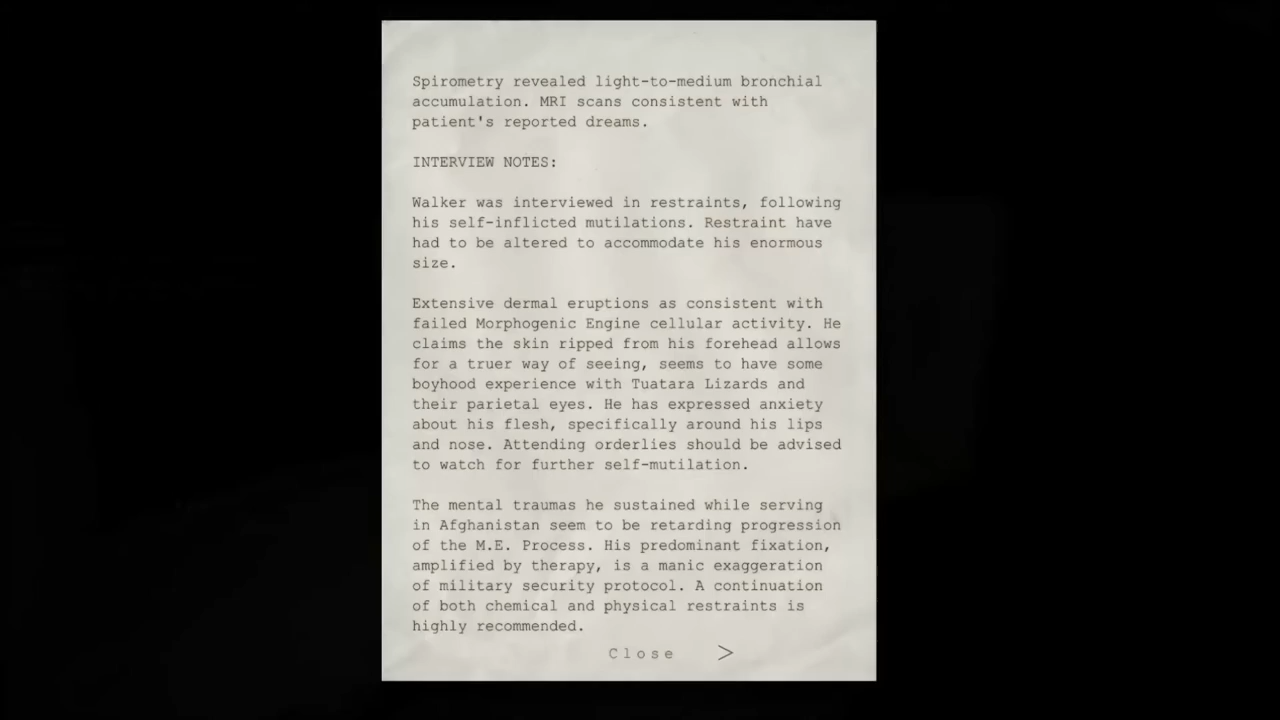 Spirometry revealed light-to-medium bronchial
accumulation. MRI scans consistent with
patient's reported dreams.
INTERVIEW NOTES:
Walker was interviewed in restraints, following
his self-inflicted mutilations. Restraint have
had to be altered to accommodate his enormous
size.
Extensive dermal eruptions as consistent with
failed Morphogenic Engine cellular activity. He
claims the skin ripped from his forehead allows
for a truer way of seeing, seems to have some
boyhood experience with Tuatara Lizards and
their parietal eyes. He has expressed anxiety
about his flesh, specifically around his lips
and nose. Attending orderlies should be advised
to watch for further self-mutilation.
The mental traumas he sustained while serving
in Afghanistan seem to be retarding progression
of the M.E. Process. His predominant fixation,
amplified by therapy, is a manic exaggeration
of military security protocol. A continuation
of both chemical and physical restraints is
highly recommended.
Close >